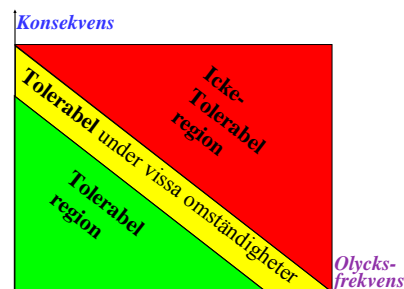 Konsekvens
Icke-
Tolerabel
region
Tolerabel under vissa omständigheter
Tolerabel
region
Olycks-
frekvens